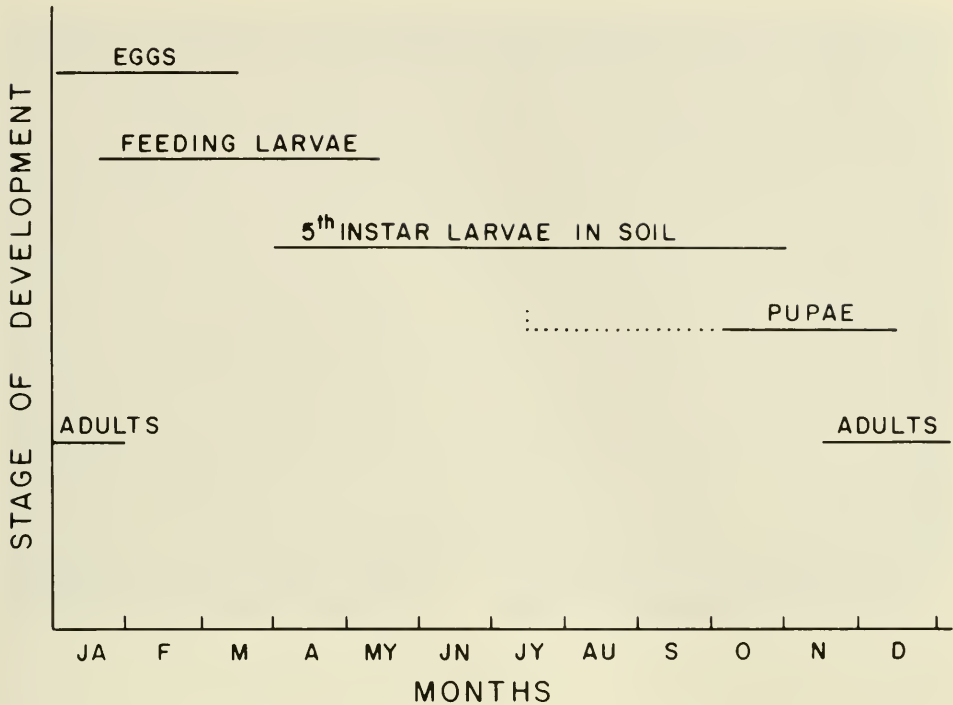 EGGS
FEEDING LARVAE
5th INSTAR LARVAE IN SOIL
PUPAE
ADULTS ADULTS
STAGE OF DEVELOPMENT
JA F M A MY JN JY AU S O N D
MONTHS